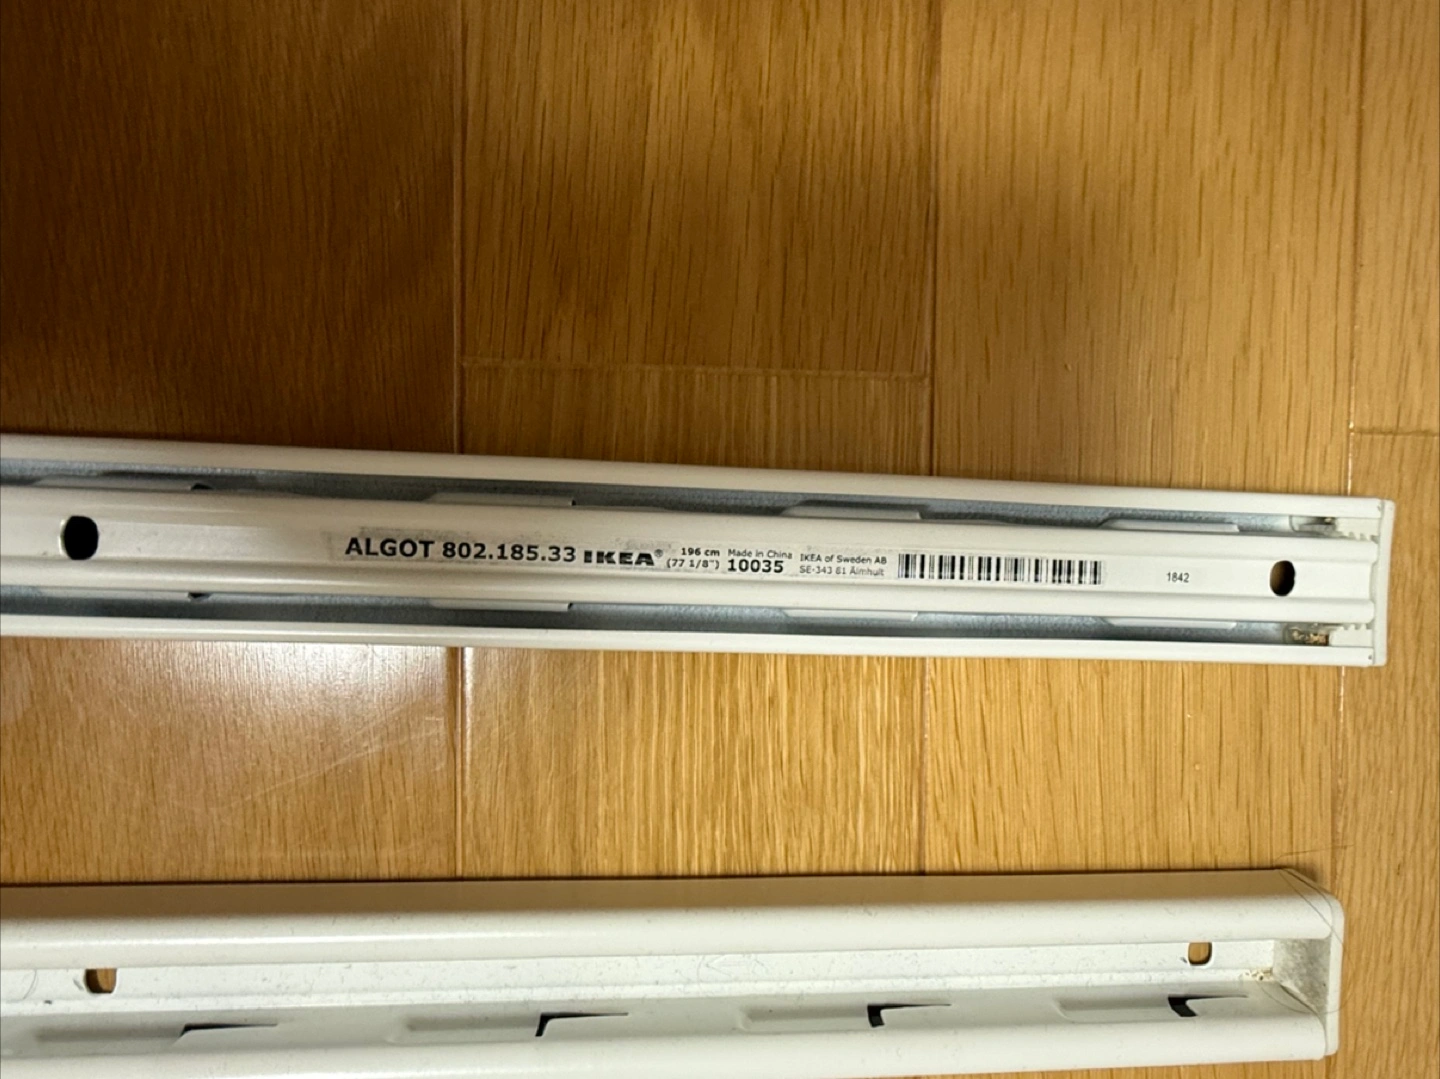 ALGOT 802.185.33 IKEA®
196 cm
(77 1/8")
Made in China
10035
IKEA of Sweden AB
SE-343 81 Älmhult
1842